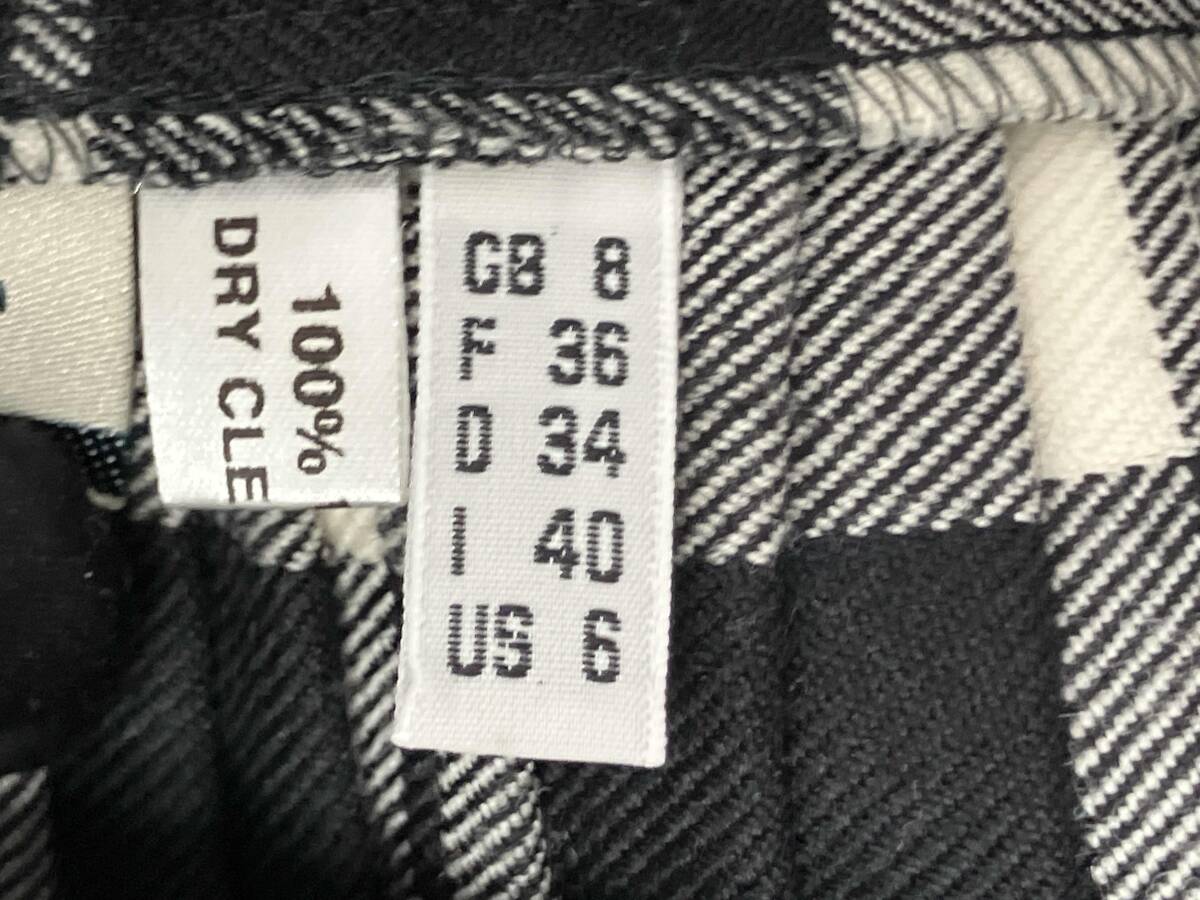 100%
DRY CLE
GB 8
F 36
D 34
I 40
US 6